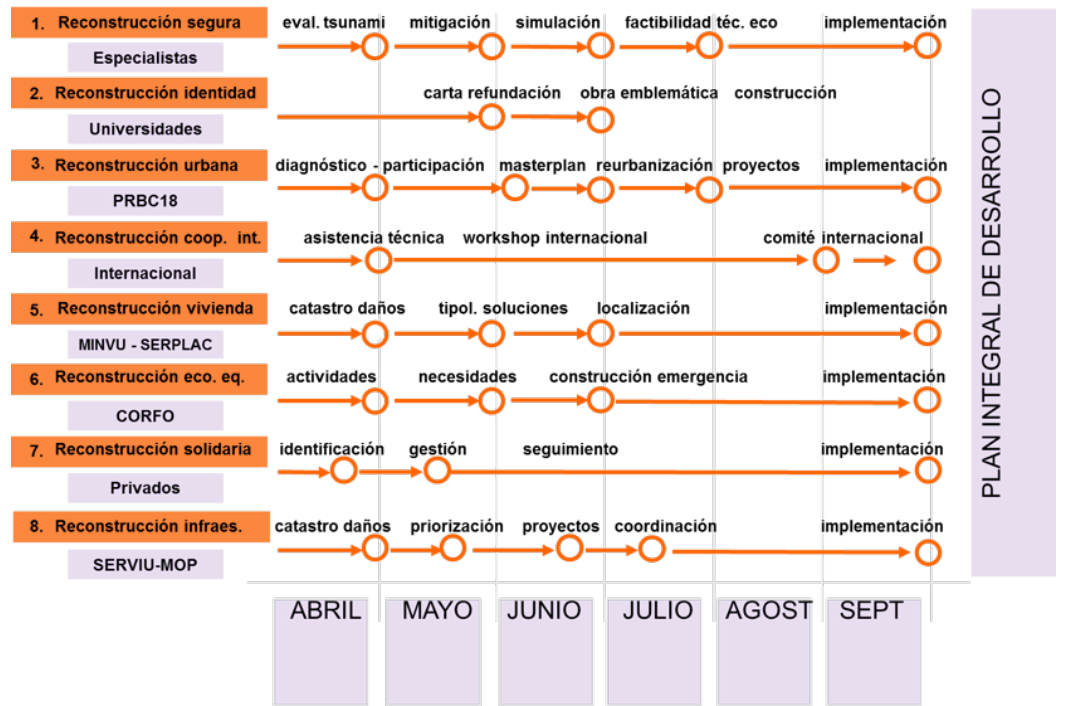 1. Reconstrucción segura
eval. tsunami mitigación simulación factibilidad téc. eco implementación
Especialistas
2. Reconstrucción identidad
carta refundación obra emblemática construcción
Universidades
3. Reconstrucción urbana
diagnóstico - participación masterplan reurbanización proyectos implementación
PRBC18
4. Reconstrucción coop. int.
asistencia técnica workshop internacional comité internacional
Internacional
5. Reconstrucción vivienda
catastro daños tipol. soluciones localización implementación
MINVU - SERPLAC
6. Reconstrucción eco. eq.
actividades necesidades construcción emergencia implementación
CORFO
7. Reconstrucción solidaria
identificación gestión seguimiento implementación
Privados
8. Reconstrucción infraes.
catastro daños priorización proyectos coordinación implementación
SERVIU-MOP
PLAN INTEGRAL DE DESARROLLO
ABRIL MAYO JUNIO JULIO AGOST SEPT